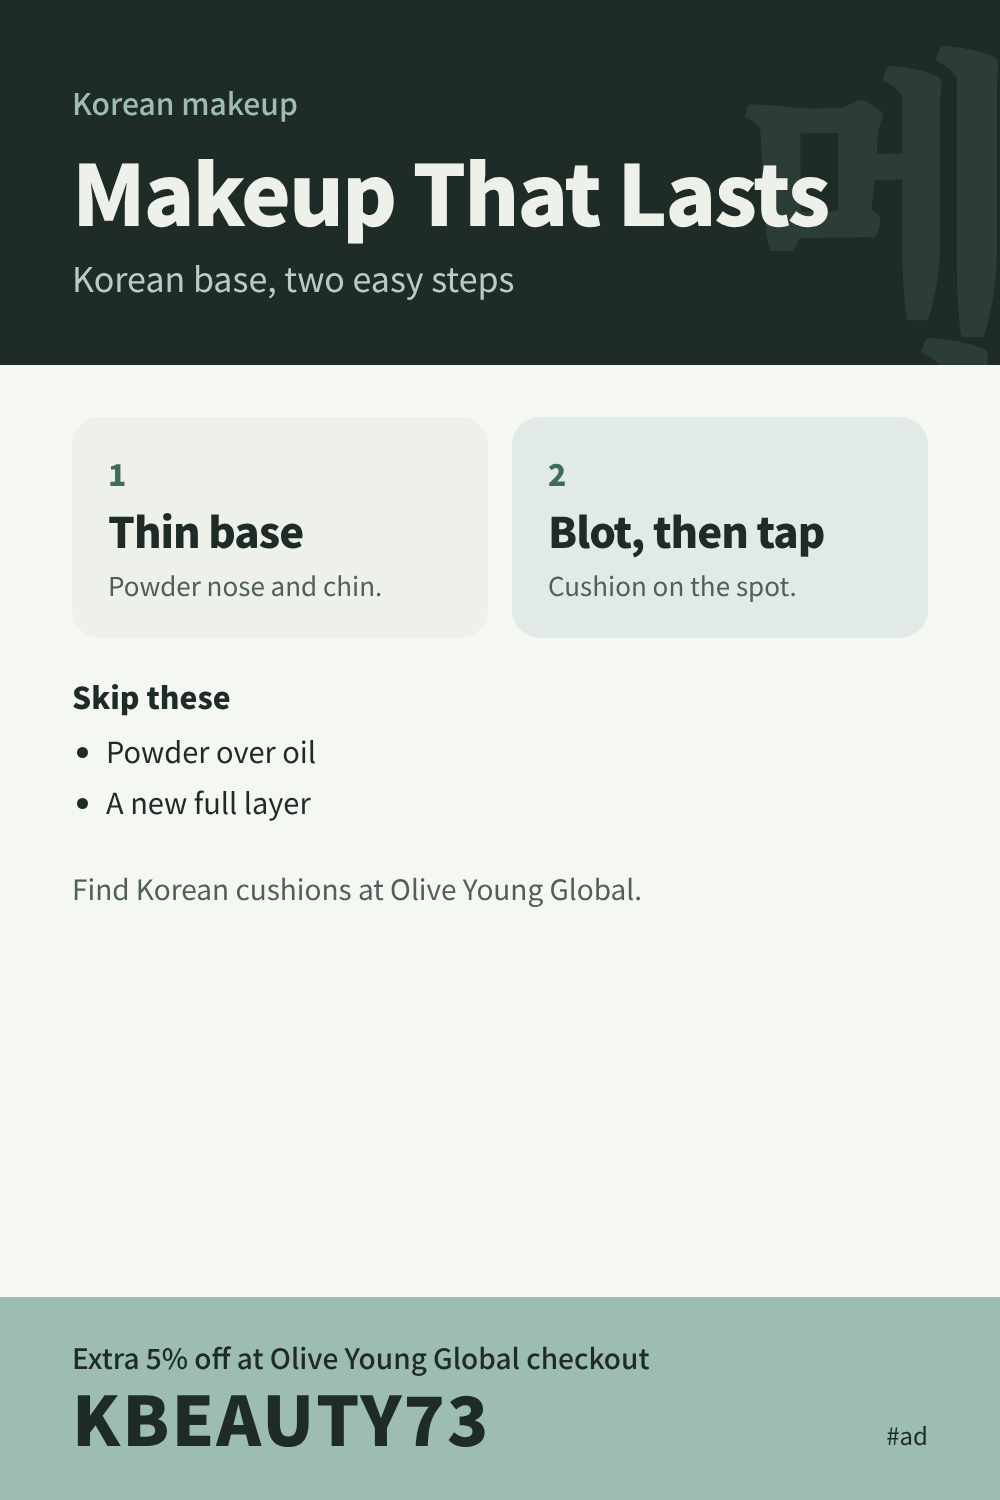 Korean makeup
Makeup That Lasts
Korean base, two easy steps
1
Thin base
Powder nose and chin.
2
Blot, then tap
Cushion on the spot.
Skip these
Powder over oil
A new full layer
Find Korean cushions at Olive Young Global.
Extra 5% off at Olive Young Global checkout
KBEAUTY73
#ad